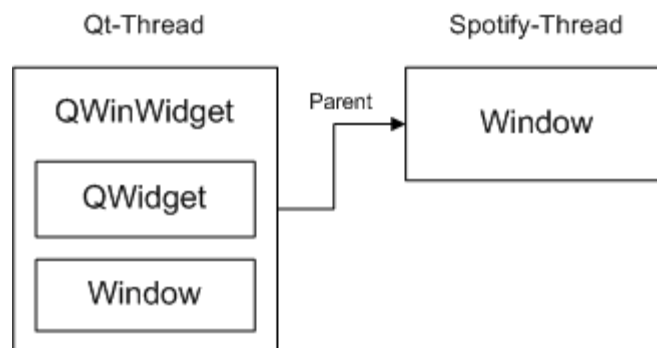 Qt-Thread
Spotify-Thread
QWinWidget
Parent
Window
QWidget
Window